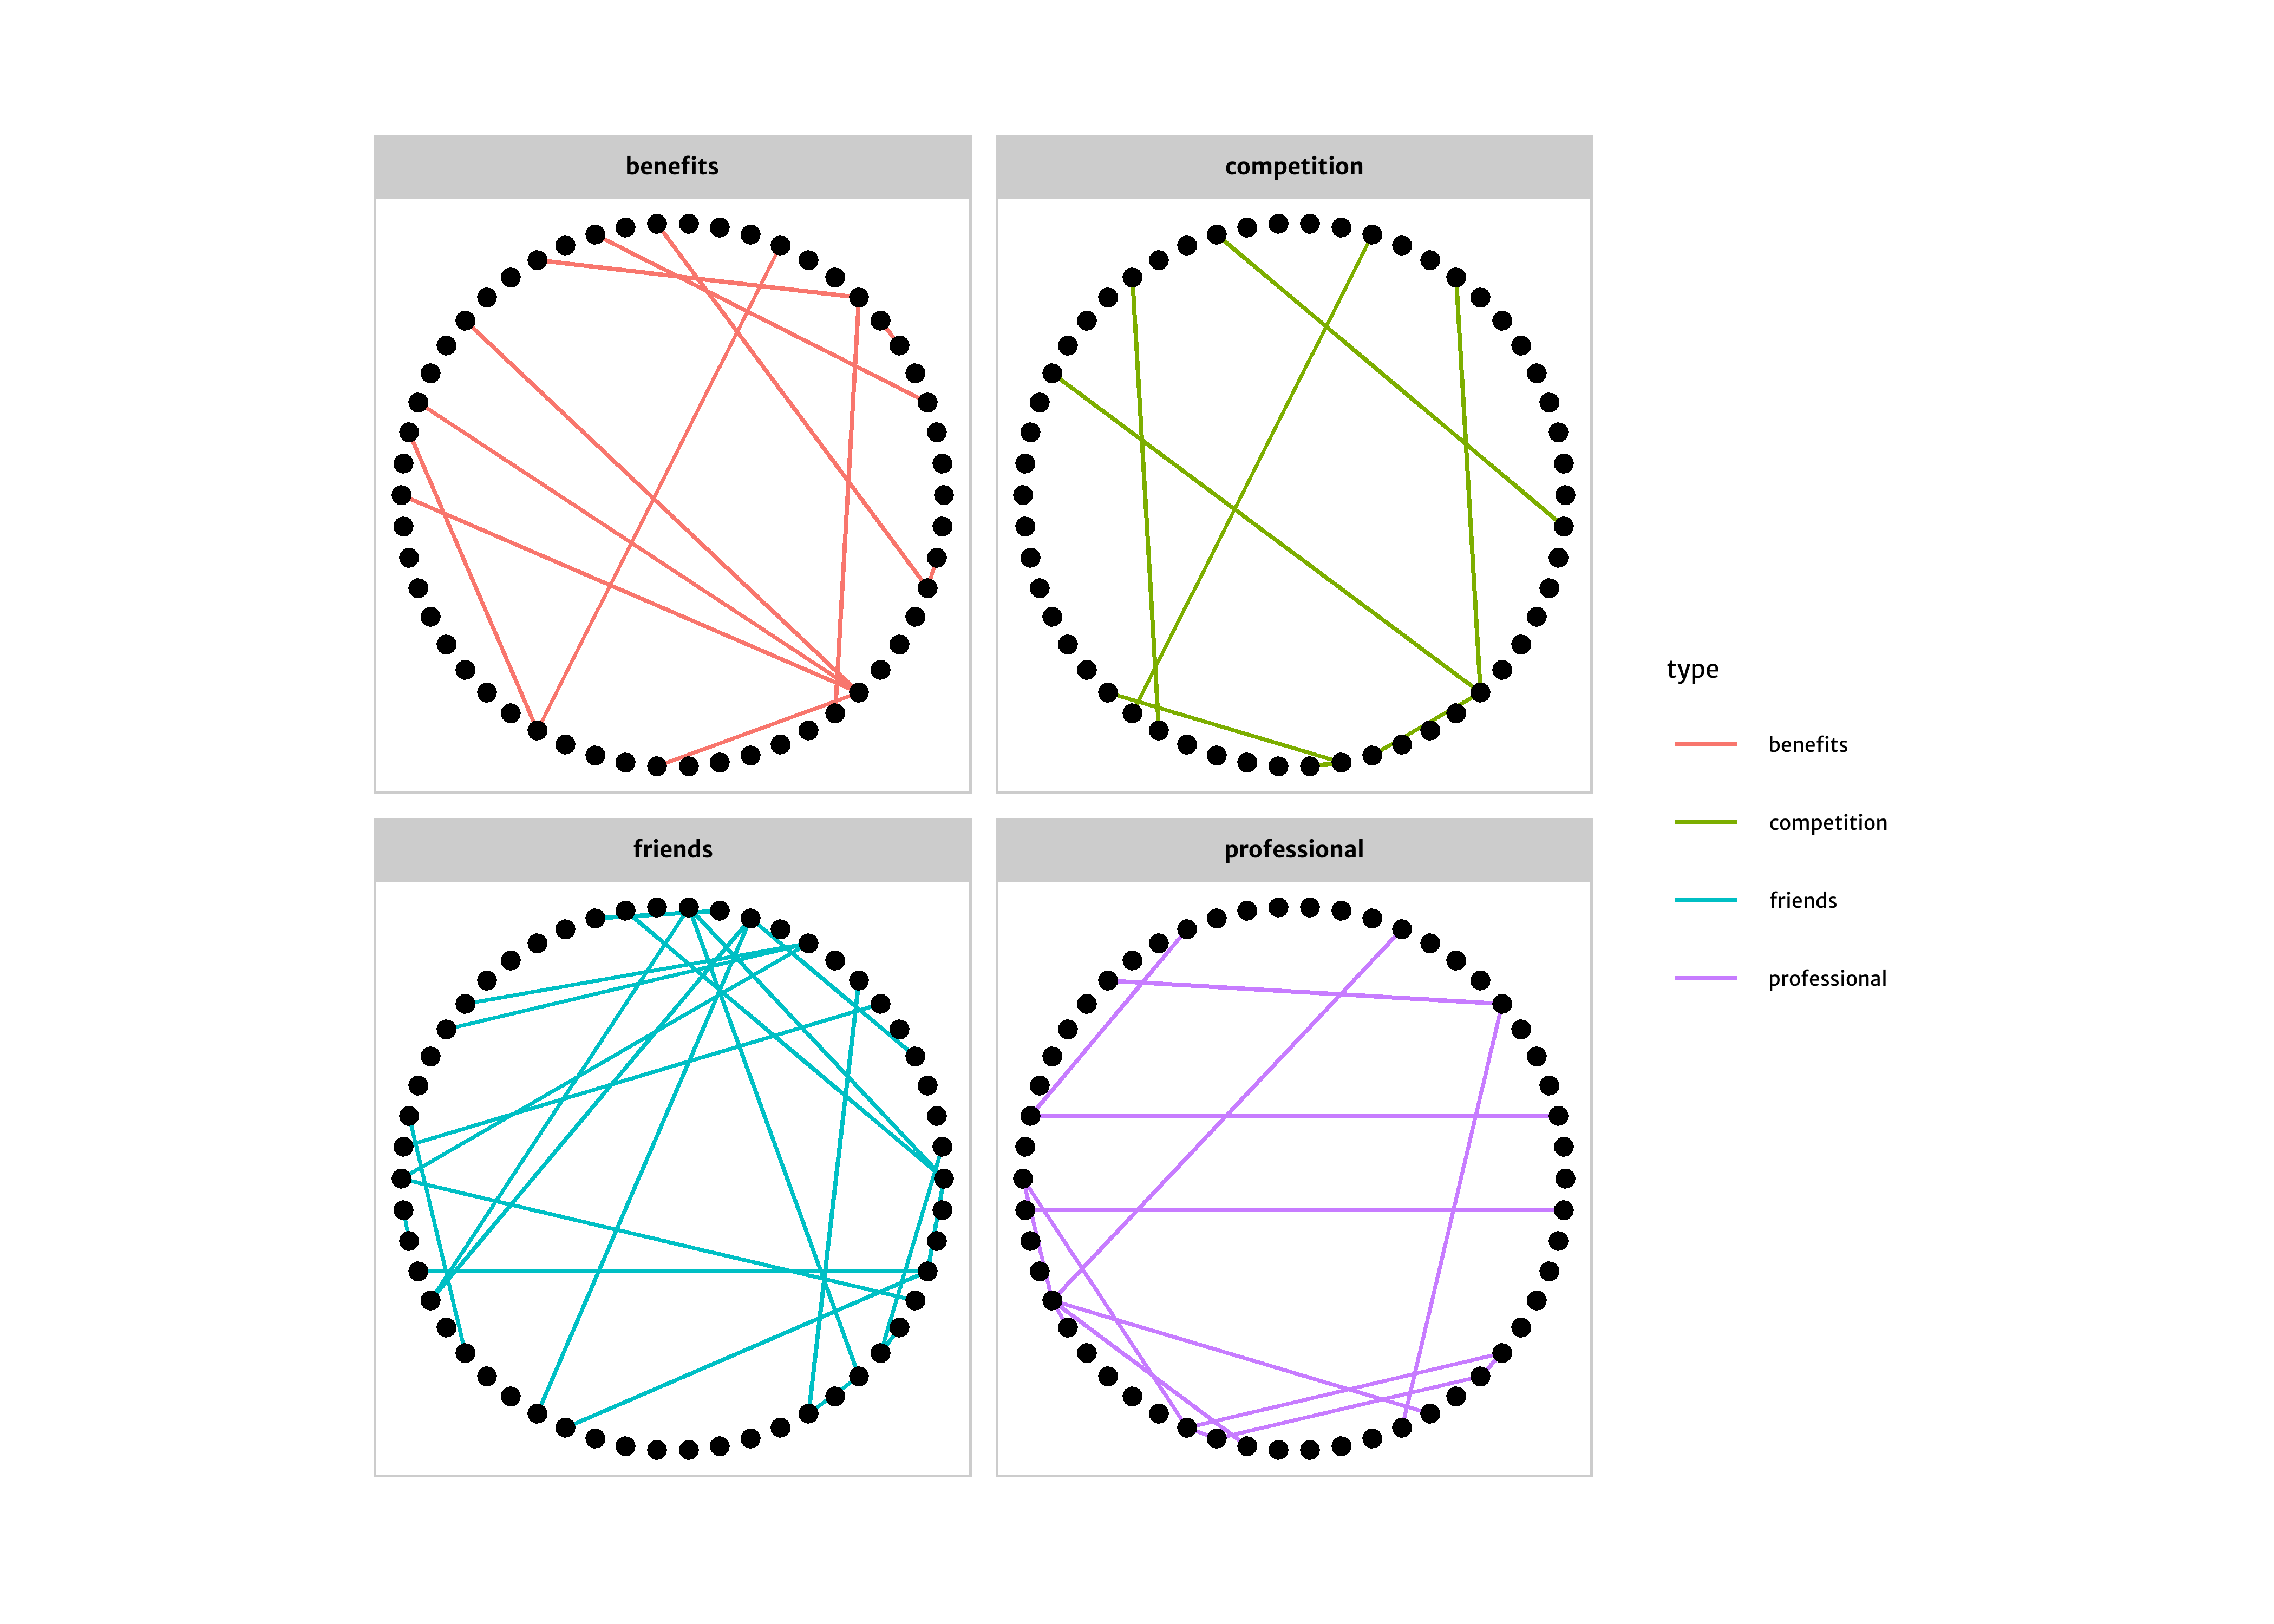 benefits
competition
friends
professional
type
benefits
competition
friends
professional